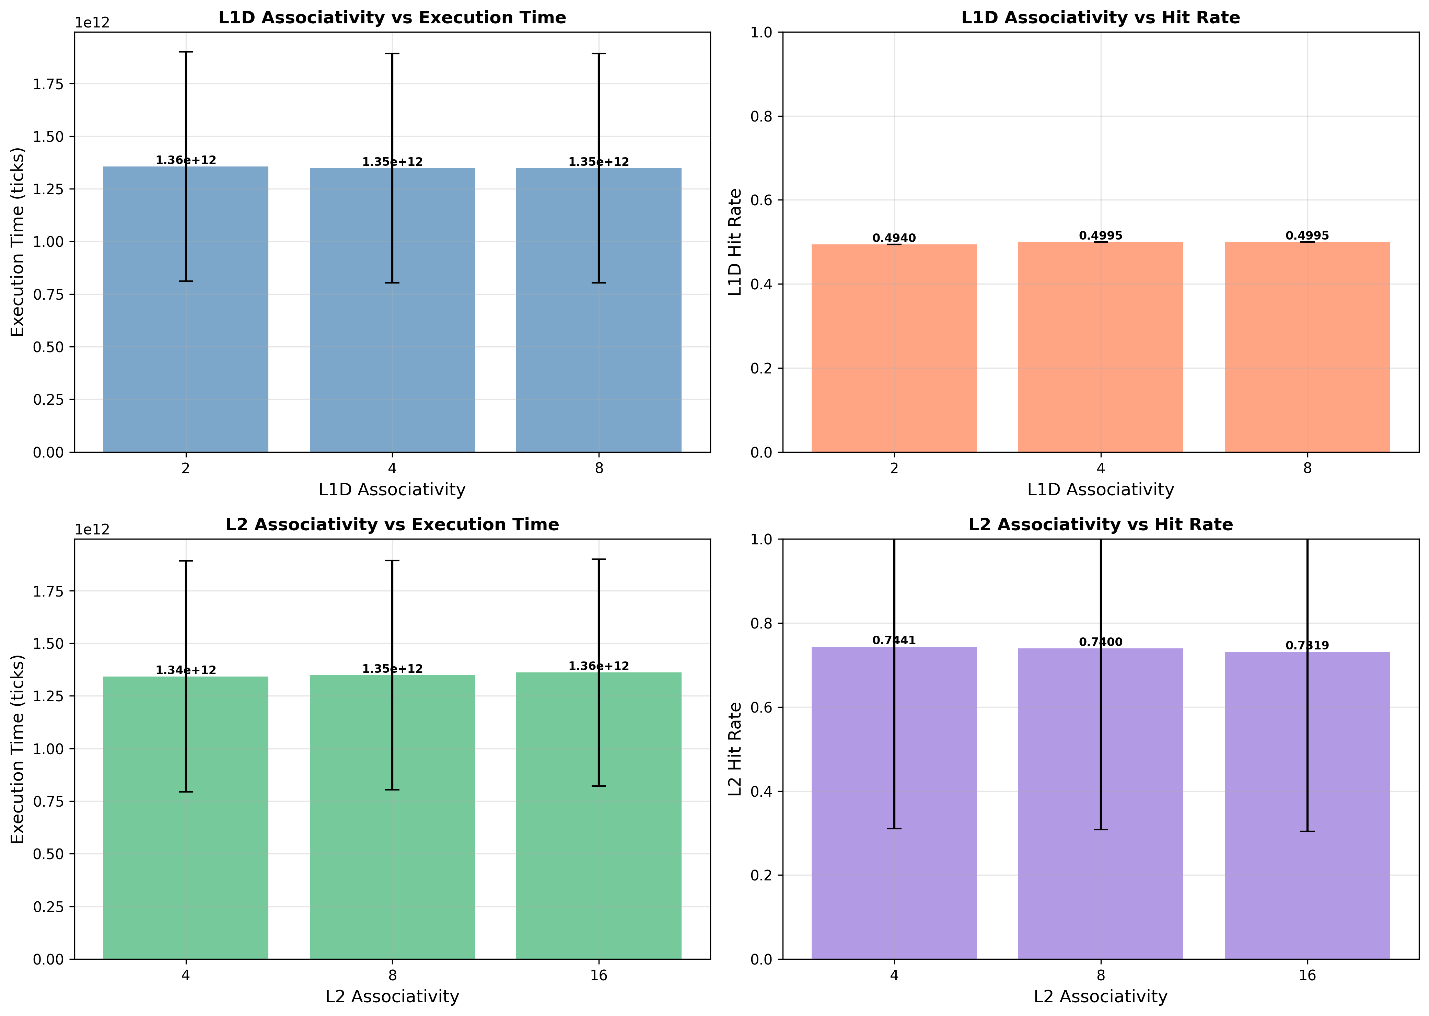 L1D Associativity vs Execution Time
1e12
Execution Time (ticks)
1.75
1.50
1.25
1.00
0.75
0.50
0.25
0.00
1.36e+12
1.35e+12
1.35e+12
2
4
8
L1D Associativity
L1D Associativity vs Hit Rate
L1D Hit Rate
1.0
0.8
0.6
0.4
0.2
0.0
0.4940
0.4995
0.4995
2
4
8
L1D Associativity
L2 Associativity vs Execution Time
1e12
Execution Time (ticks)
1.75
1.50
1.25
1.00
0.75
0.50
0.25
0.00
1.34e+12
1.35e+12
1.36e+12
4
8
16
L2 Associativity
L2 Associativity vs Hit Rate
L2 Hit Rate
1.0
0.8
0.6
0.4
0.2
0.0
0.7441
0.7400
0.7319
4
8
16
L2 Associativity